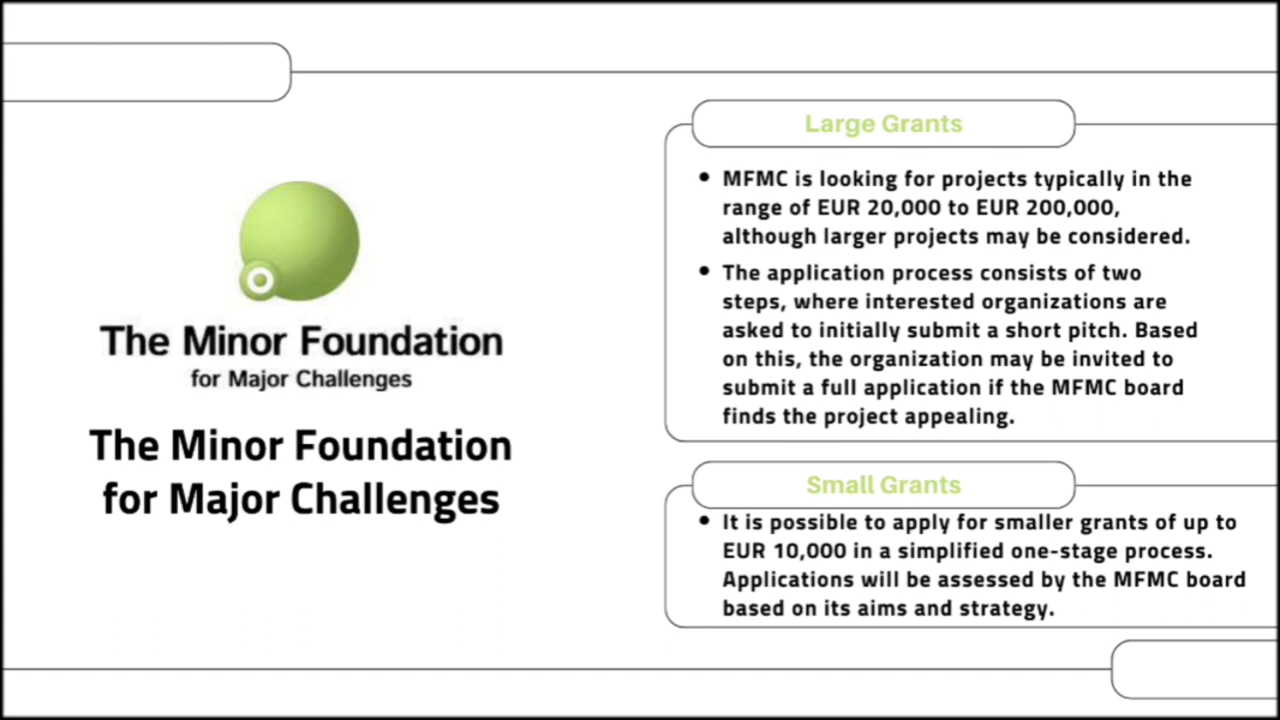 The Minor Foundation
for Major Challenges
The Minor Foundation
for Major Challenges
Large Grants
MFMC is looking for projects typically in the
range of EUR 20,000 to EUR 200,000,
although larger projects may be considered.
The application process consists of two
steps, where interested organizations are
asked to initially submit a short pitch. Based
on this, the organization may be invited to
submit a full application if the MFMC board
finds the project appealing.
Small Grants
It is possible to apply for smaller grants of up to
EUR 10,000 in a simplified one-stage process.
Applications will be assessed by the MFMC board
based on its aims and strategy.